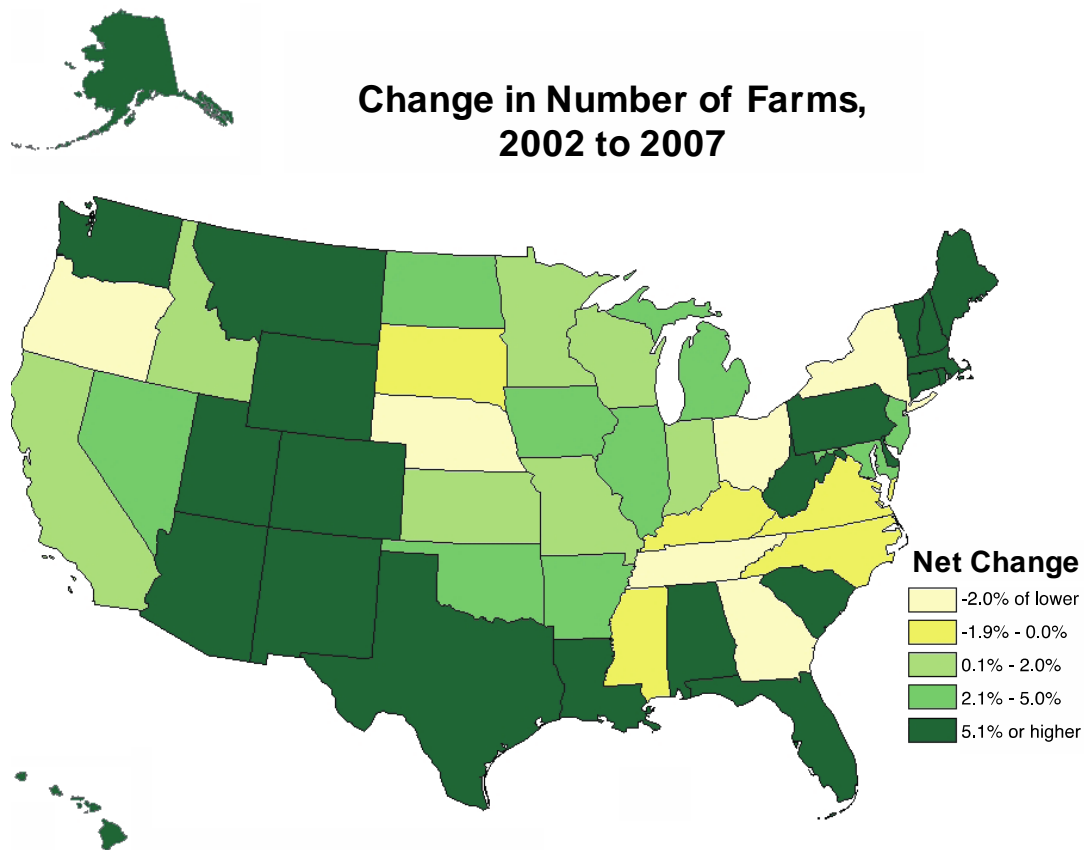 Change in Number of Farms,
2002 to 2007
Net Change
-2.0% of lower
-1.9% - 0.0%
0.1% - 2.0%
2.1% - 5.0%
5.1% or higher